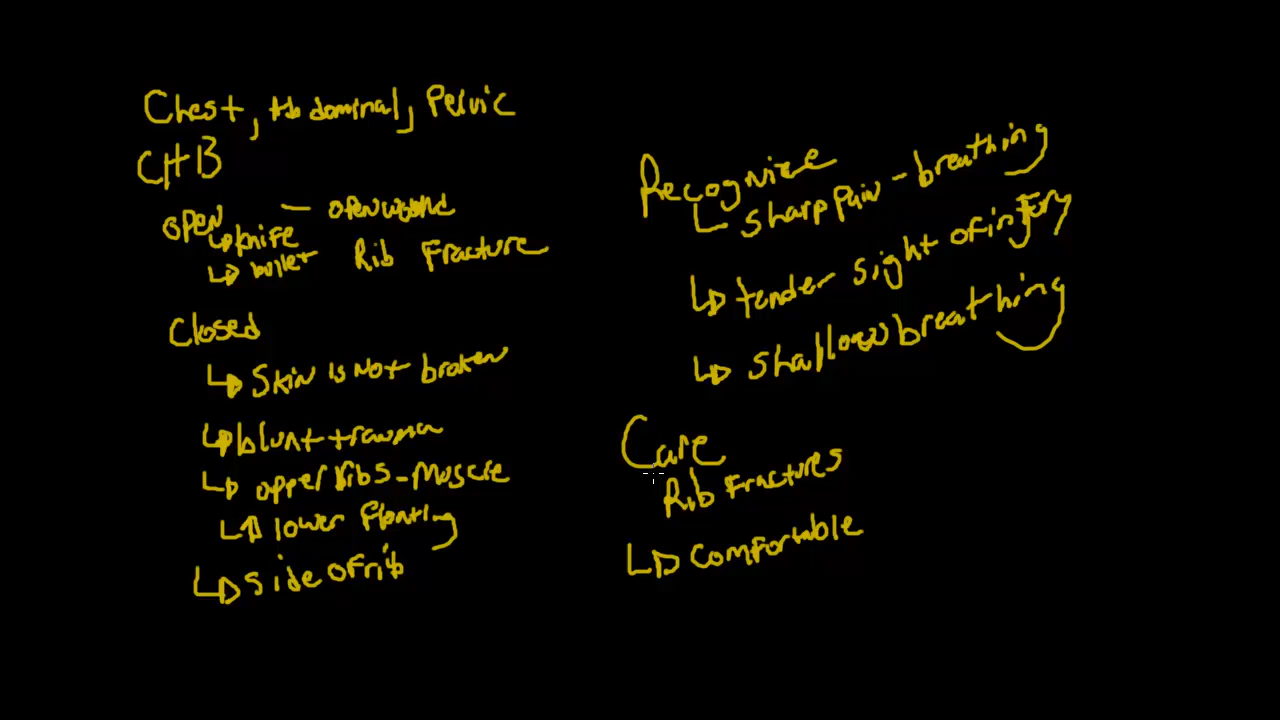 Chest, Abdominal, Pelvic
CH 13
open — open wound
↳ knife
↳ bullet
Rib Fracture
Closed
↳ Skin is not broken
↳ blunt trauma
↳ upper Ribs - Muscle
↳ lower floating
↳ side of rib
Recognize
↳ sharp pain - breathing
↳ tender sight of injury
↳ shallow breathing
Care
Rib Fractures
↳ comfortable